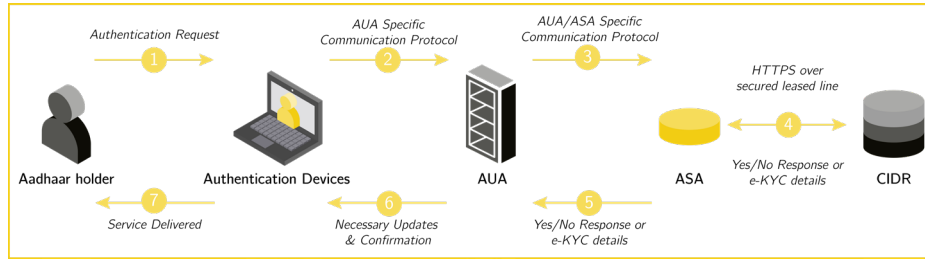 Authentication Request
1
AUA Specific
Communication Protocol
2
AUA/ASA Specific
Communication Protocol
3
HTTPS over
secured leased line
4
Yes/No Response or
e-KYC details
Aadhaar holder
Authentication Devices
AUA
ASA
CIDR
7
Service Delivered
6
Necessary Updates
& Confirmation
5
Yes/No Response or
e-KYC details